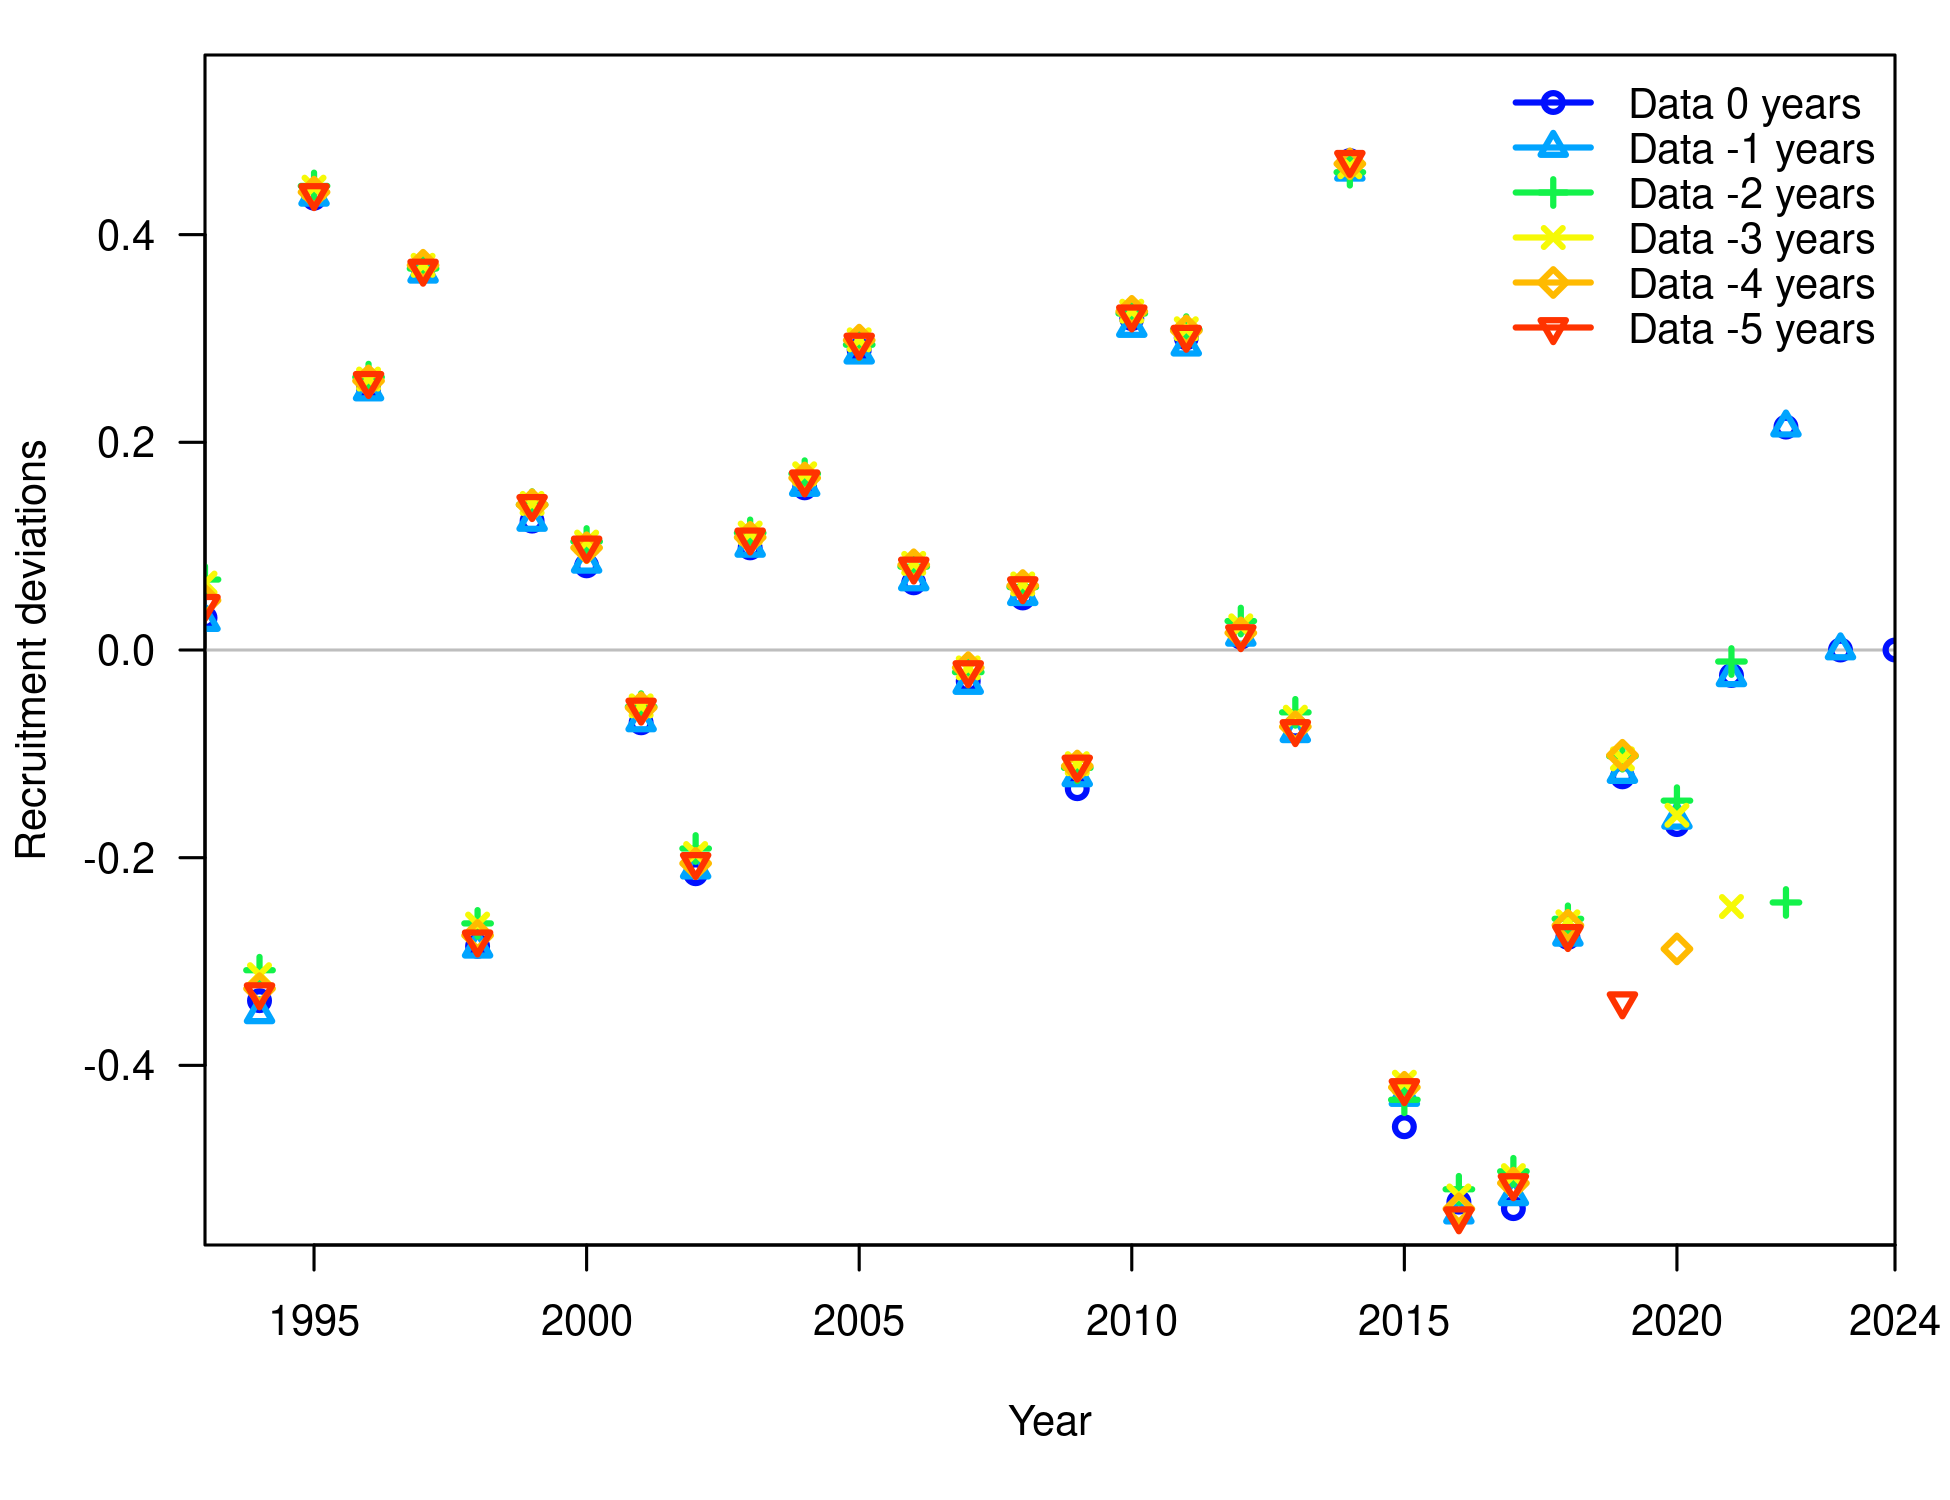 Data 0 years
Data -1 years
Data -2 years
Data -3 years
Data -4 years
Data -5 years
Recruitment deviations
0.4
0.2
0.0
-0.2
-0.4
1995 2000 2005 2010 2015 2020 2024
Year